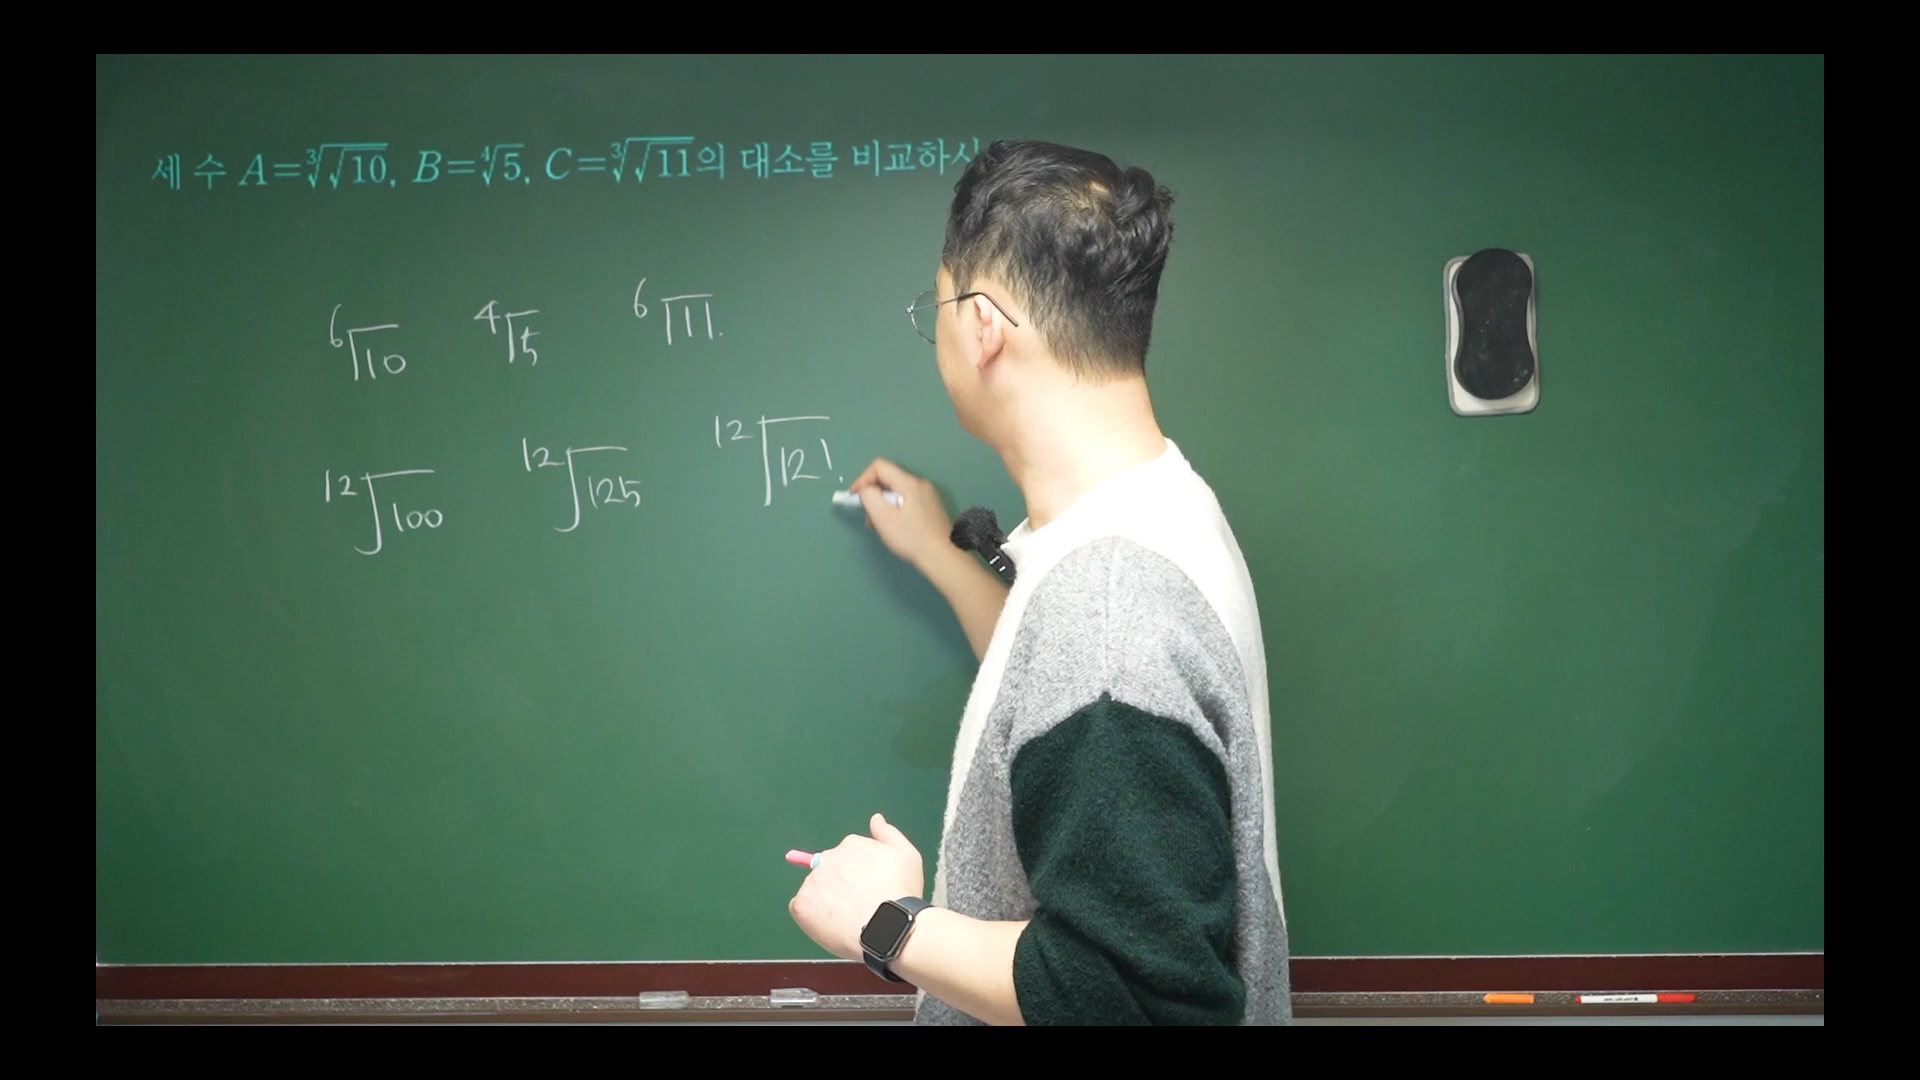 세 수 A=∛√10, B=∜5, C=∛√11의 대소를 비교하시
⁶√10 ⁴√5 ⁶√11.
¹²√100 ¹²√125 ¹²√121.